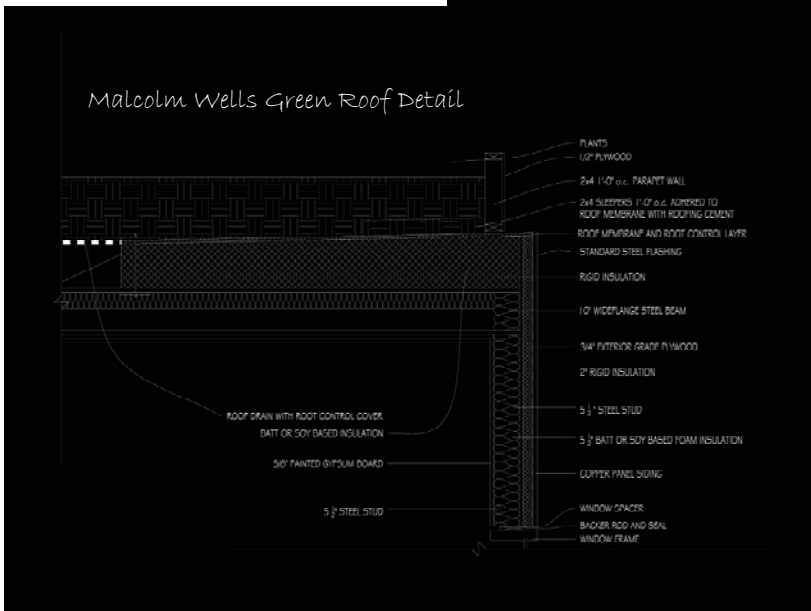 Malcolm Wells Green Roof Detail
PLANTS
1/2" PLYWOOD
2x4 1'-0" o.c. PARAPET WALL
2x4 SLEEPERS 1'-0" o.c. ADHERED TO
ROOF MEMBRANE WITH ROOFING CEMENT
ROOF MEMBRANE AND ROOT CONTROL LAYER
STANDARD STEEL FLASHING
RIGID INSULATION
10" WIDEFLANGE STEEL BEAM
3/4" EXTERIOR GRADE PLYWOOD
2" RIGID INSULATION
5 1/2" STEEL STUD
5 1/2" BATT OR SOY BASED FOAM INSULATION
COPPER PANEL SIDING
WINDOW SPACER
BACKER ROD AND SEAL
WINDOW FRAME
ROOF DRAIN WITH ROOT CONTROL COVER
BATT OR SOY BASED INSULATION
5/8" PAINTED GYPSUM BOARD
5 1/2" STEEL STUD